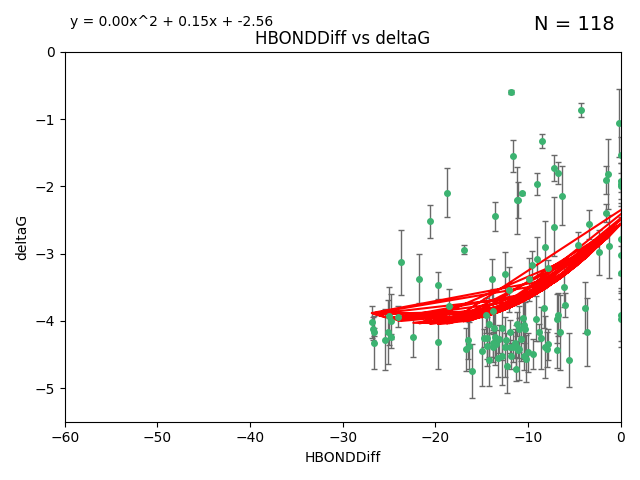 y = 0.00x^2 + 0.15x + -2.56
N = 118
HBONDDiff vs deltaG
0
−1
−2
−3
−4
−5
deltaG
−60
−50
−40
−30
−20
−10
0
HBONDDiff